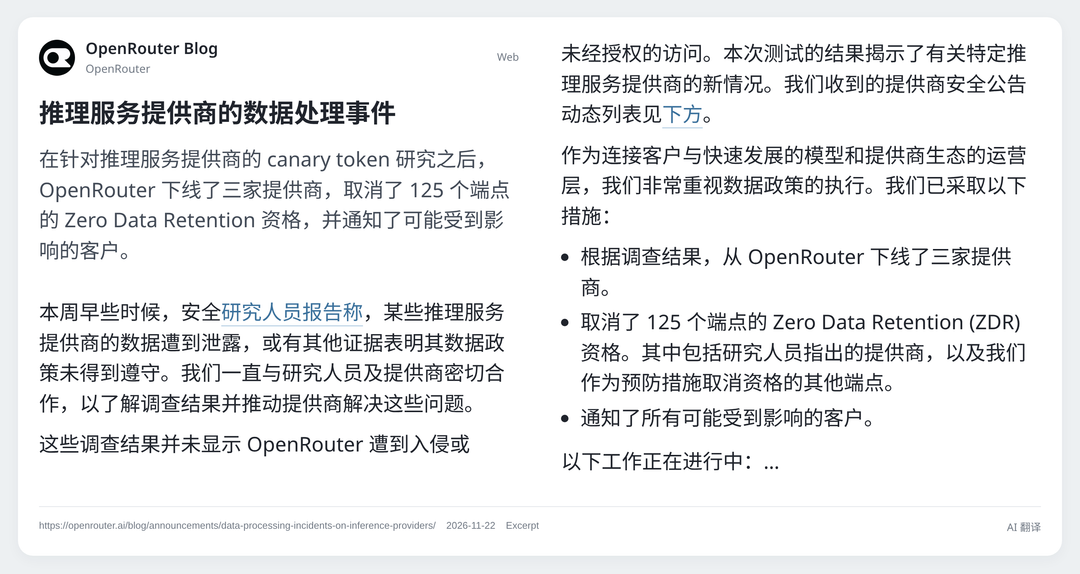 OpenRouter Blog
OpenRouter
Web
推理服务提供商的数据处理事件
在针对推理服务提供商的 canary token 研究之后，
OpenRouter 下线了三家提供商，取消了 125 个端点
的 Zero Data Retention 资格，并通知了可能受到影
响的客户。
本周早些时候，安全研究人员报告称，某些推理服务
提供商的数据遭到泄露，或有其他证据表明其数据政
策未得到遵守。我们一直与研究人员及提供商密切合
作，以了解调查结果并推动提供商解决这些问题。
这些调查结果并未显示 OpenRouter 遭到入侵或
未经授权的访问。本次测试的结果揭示了有关特定推
理服务提供商的新情况。我们收到的提供商安全公告
动态列表见下方。
作为连接客户与快速发展的模型和提供商生态的运营
层，我们非常重视数据政策的执行。我们已采取以下
措施：
• 根据调查结果，从 OpenRouter 下线了三家提供
商。
• 取消了 125 个端点的 Zero Data Retention (ZDR)
资格。其中包括研究人员指出的提供商，以及我们
作为预防措施取消资格的其他端点。
• 通知了所有可能受到影响的客户。
以下工作正在进行中：...
https://openrouter.ai/blog/announcements/data-processing-incidents-on-inference-providers/ 2026-11-22 Excerpt
AI 翻译